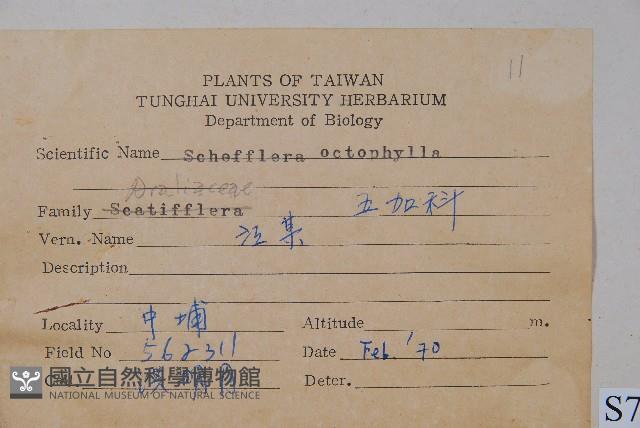 11
PLANTS OF TAIWAN
TUNGHAI UNIVERSITY HERBARIUM
Department of Biology
Scientific Name Schefflera octophylla
Araliaceae
Family Scatifflera 五加科
Vern. Name 江某
Description
Locality 中埔 Altitude m.
Field No 562311 Date Feb. '70
Deter.
國立自然科學博物館
NATIONAL MUSEUM OF NATURAL SCIENCE
S7